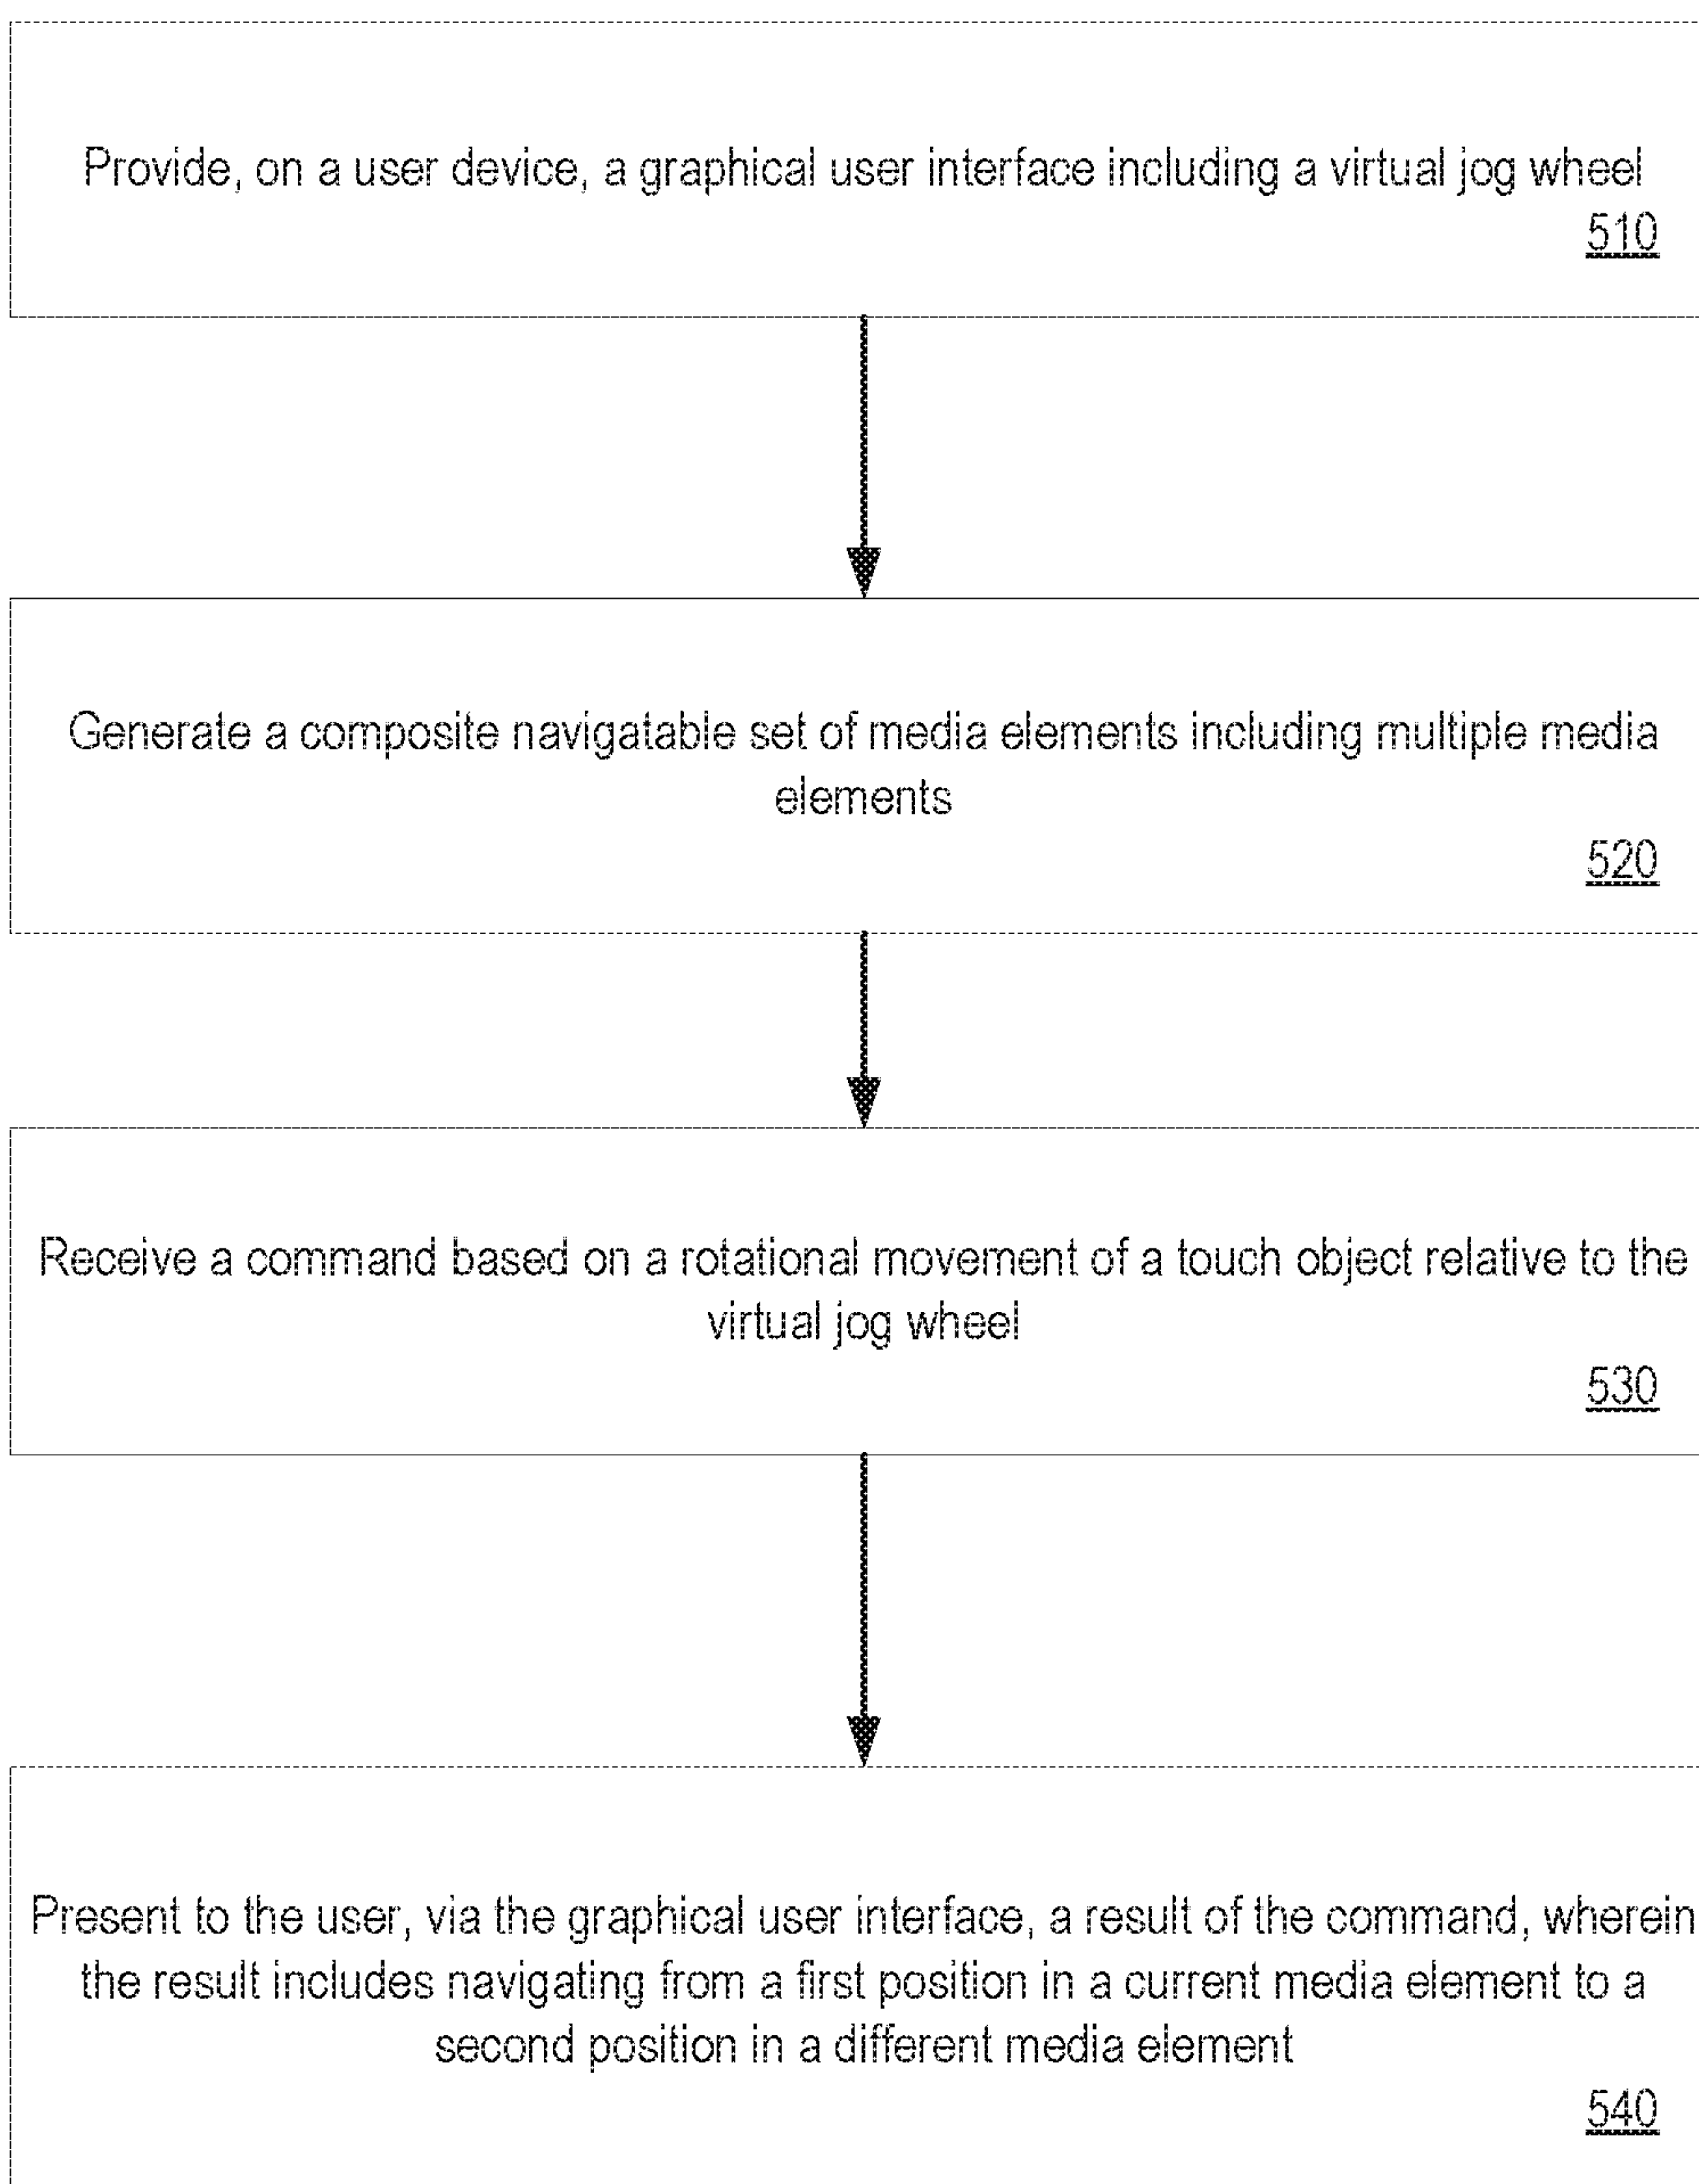 Provide, on a user device, a graphical user interface including a virtual jog wheel
510
Generate a composite navigatable set of media elements including multiple media
elements
520
Receive a command based on a rotational movement of a touch object relative to the
virtual jog wheel
530
Present to the user, via the graphical user interface, a result of the command, wherein
the result includes navigating from a first position in a current media element to a
second position in a different media element
540